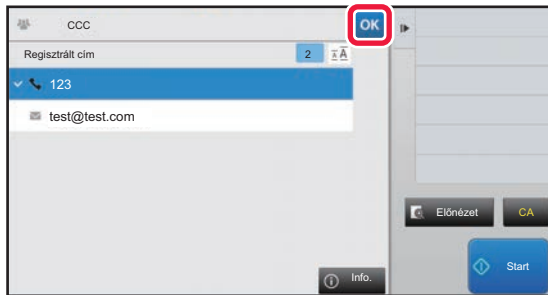 CCC OK
Regisztrált cím 2 A A
123
test@test.com
Előnézet CA
Start
Info.